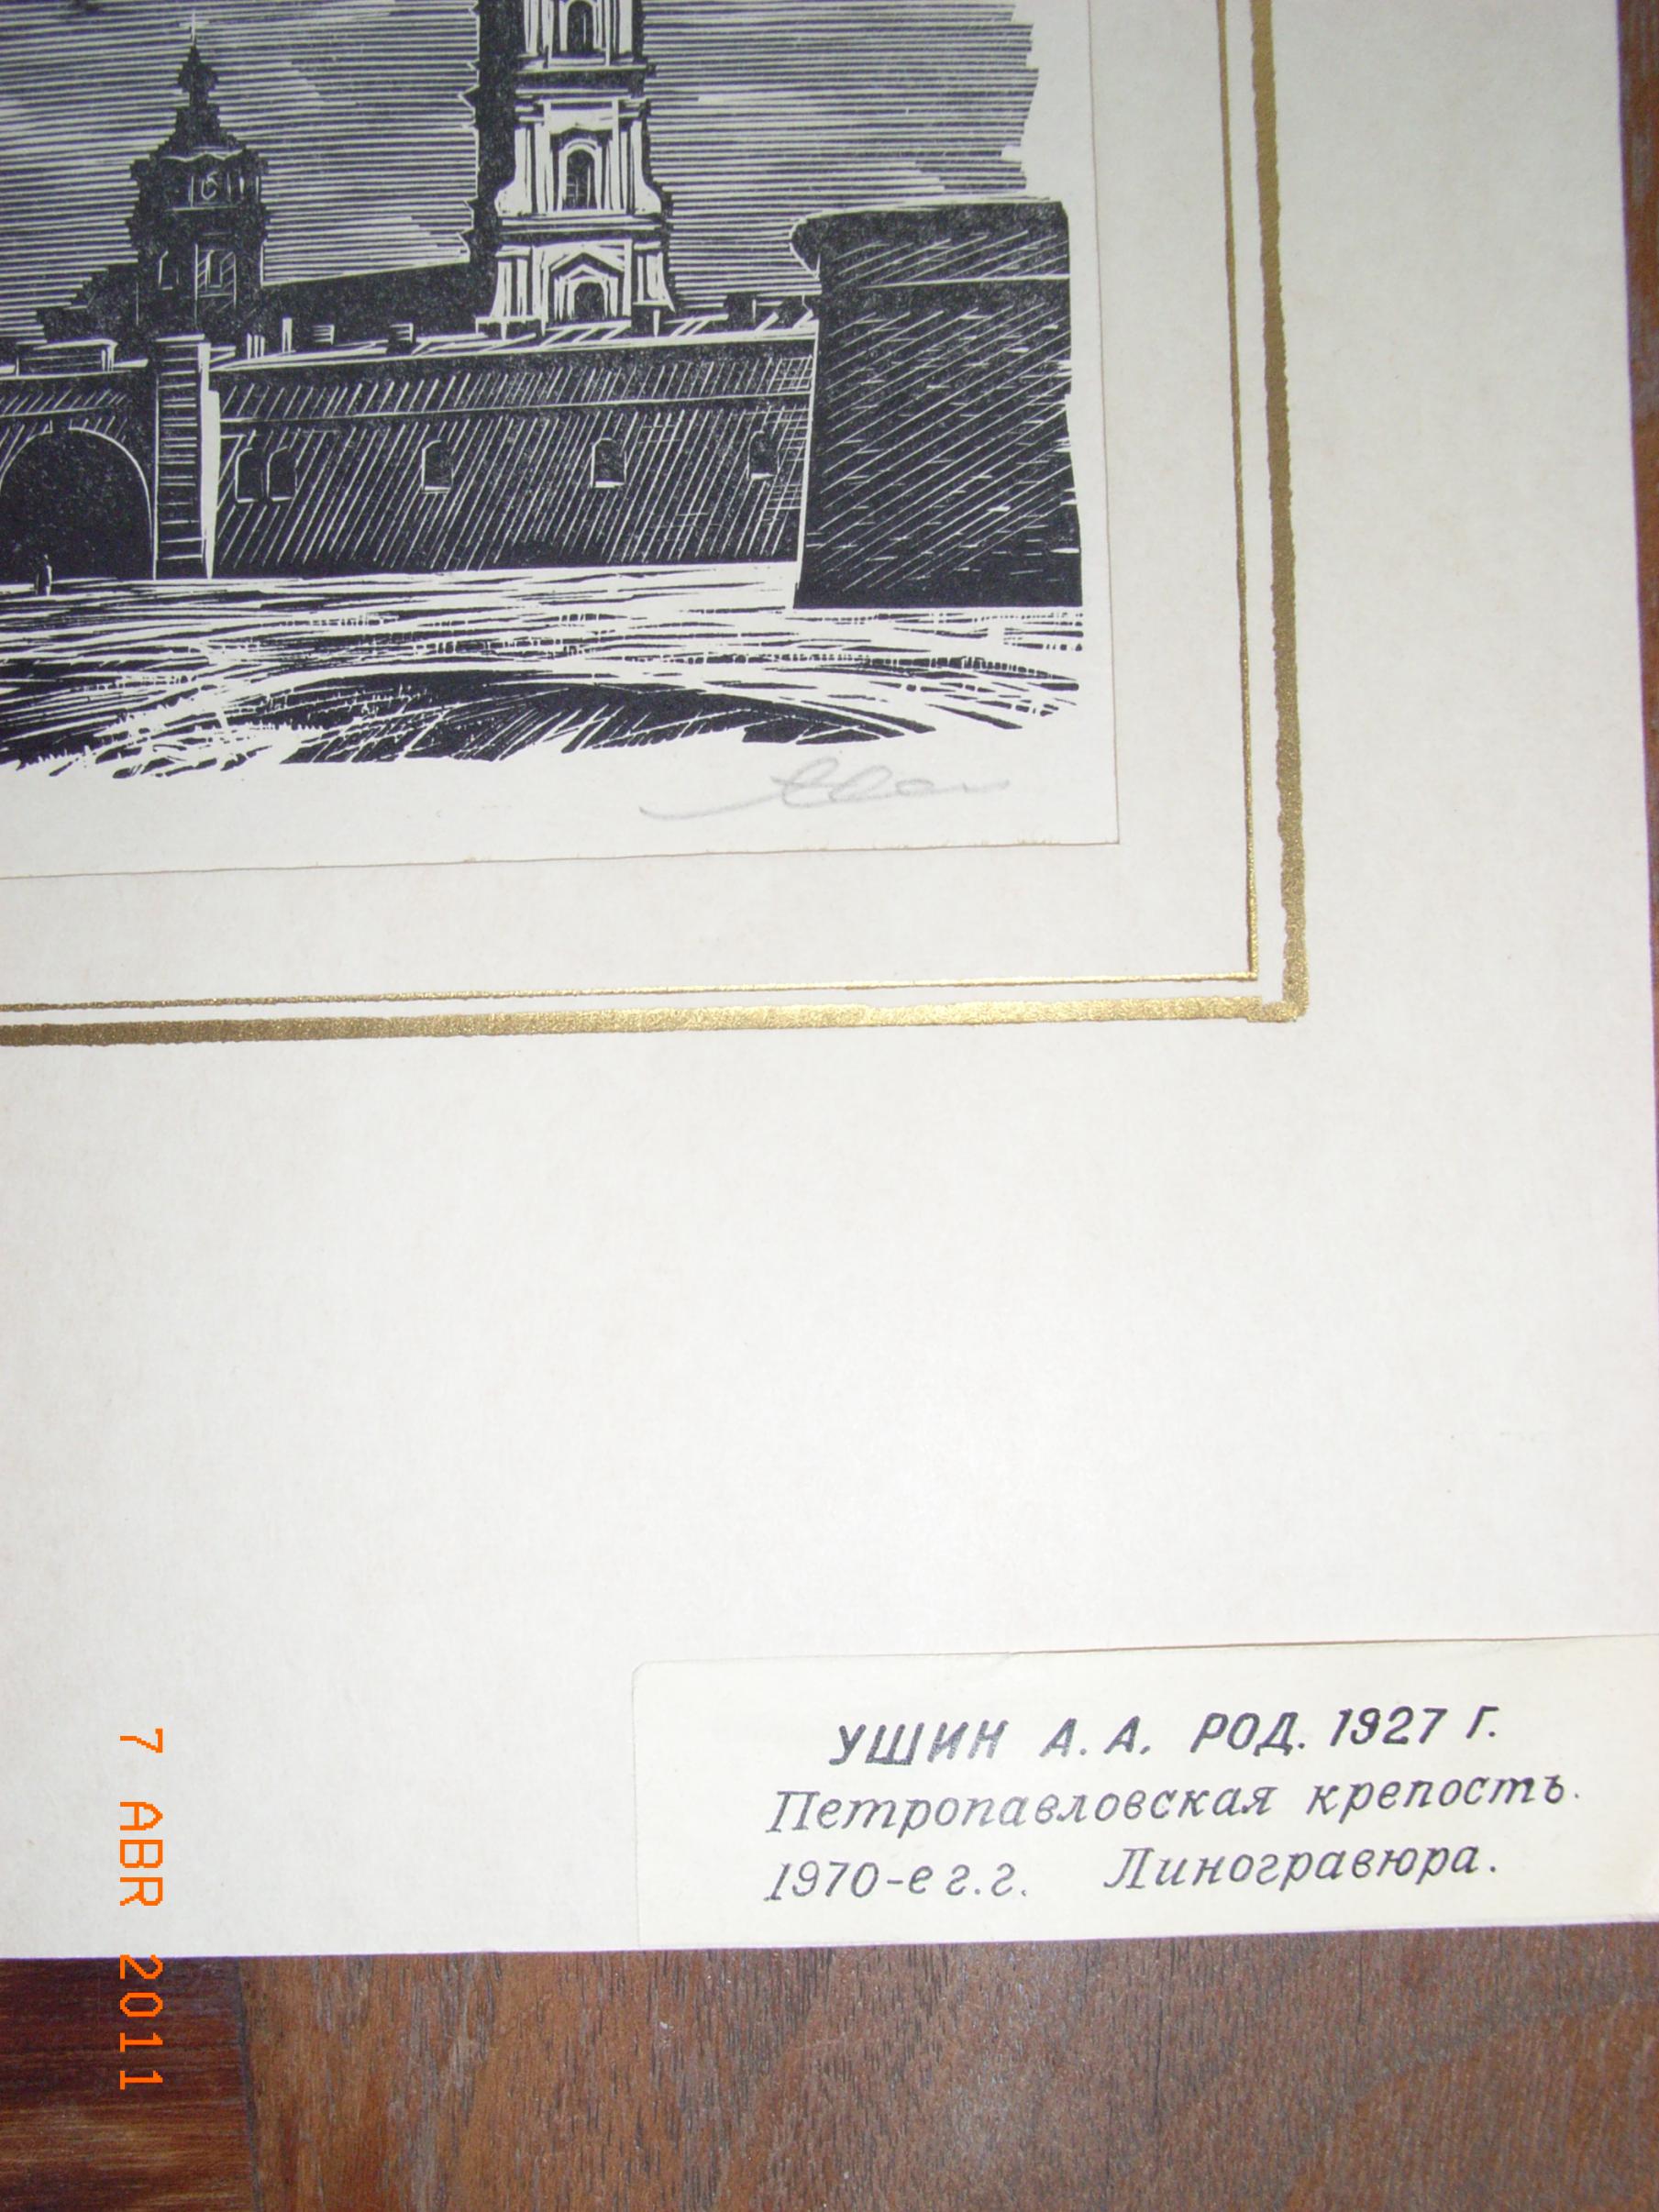 УШИН А.А. РОД. 1927 Г.
Петропавловская крепость.
1970-е г.г. Линогравюра.
7 ABR 2011